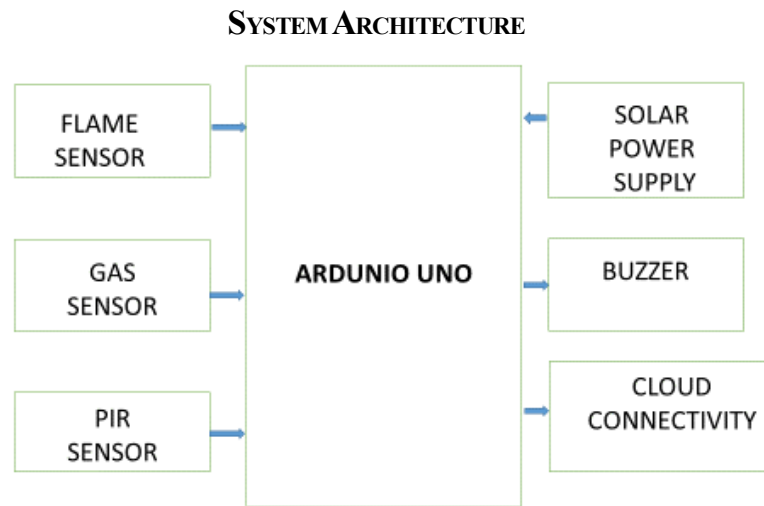 SYSTEM ARCHITECTURE
FLAME
SENSOR
GAS
SENSOR
PIR
SENSOR
ARDUNIO UNO
SOLAR
POWER
SUPPLY
BUZZER
CLOUD
CONNECTIVITY